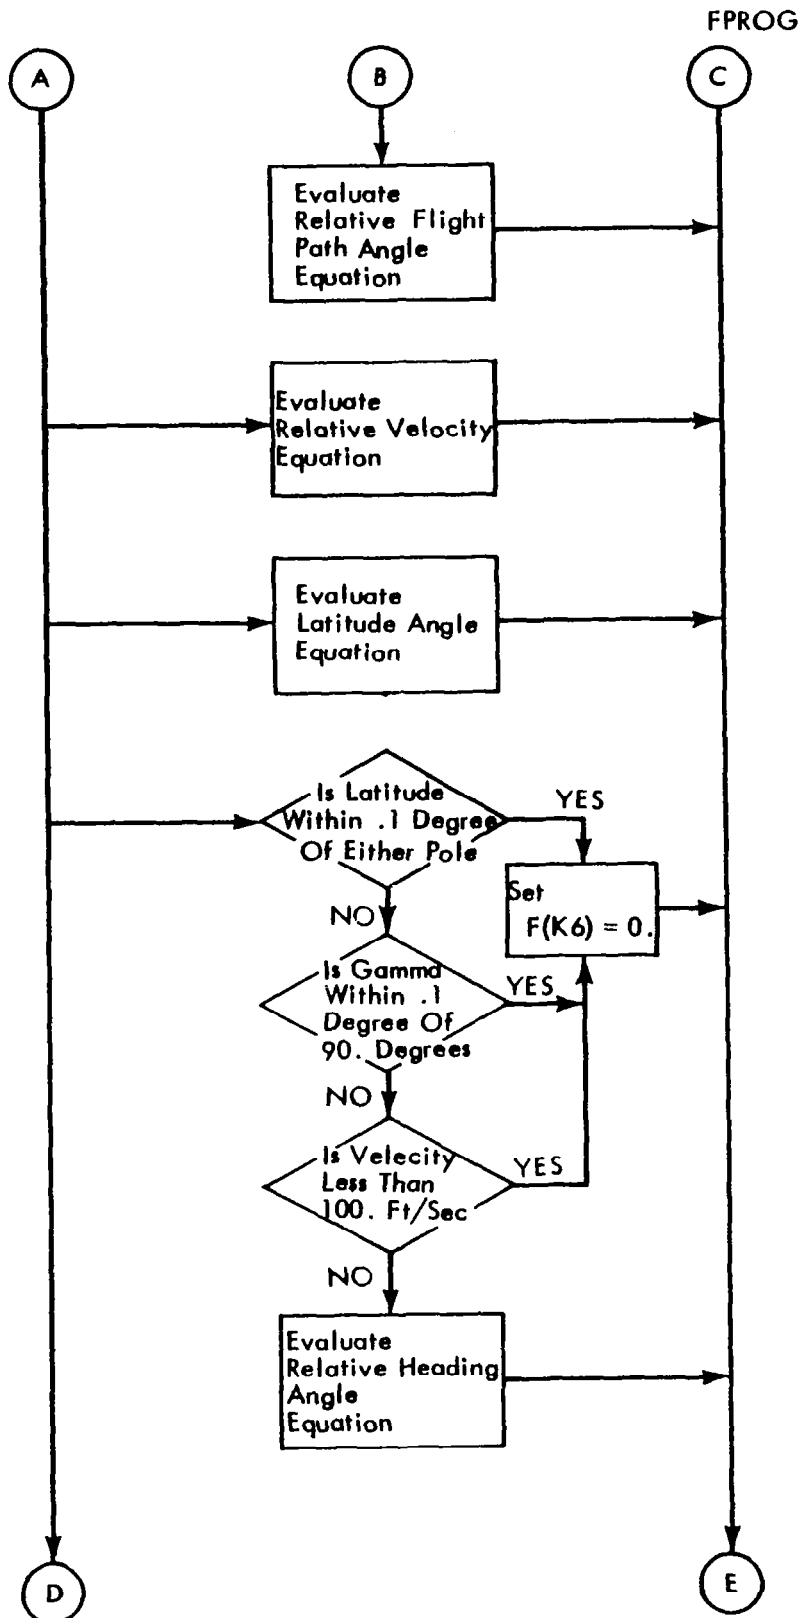 FPROG
A
B
C
Evaluate
Relative Flight
Path Angle
Equation
Evaluate
Relative Velocity
Equation
Evaluate
Latitude Angle
Equation
Is Latitude
Within .1 Degree
Of Either Pole
YES
Set
F(K6) = 0.
NO
Is Gamma
Within .1
Degree Of
90. Degrees
YES
NO
Is Velecity
Less Than
100. Ft/Sec
YES
NO
Evaluate
Relative Heading
Angle
Equation
D
E